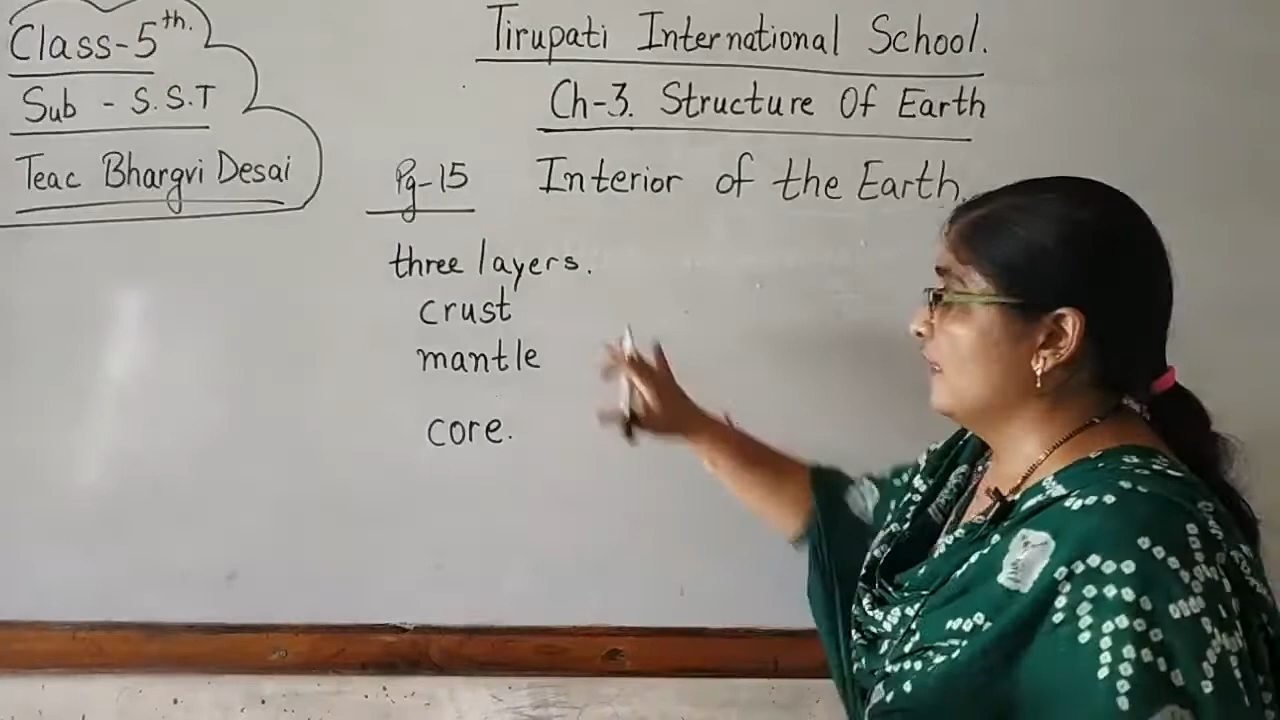 Class-5th.
Sub - S.S.T
Teac Bhargvi Desai
Tirupati International School.
Ch-3. Structure Of Earth
Pg-15 Interior of the Earth.
three layers.
crust
mantle
core.